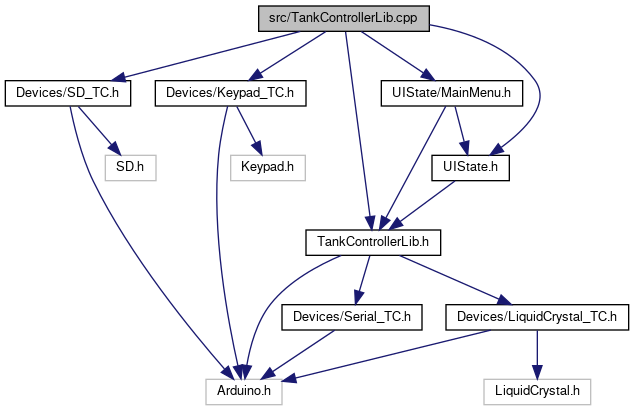 src/TankControllerLib.cpp
Devices/SD_TC.h
Devices/Keypad_TC.h
UIState/MainMenu.h
SD.h
Keypad.h
UIState.h
TankControllerLib.h
Devices/Serial_TC.h
Devices/LiquidCrystal_TC.h
Arduino.h
LiquidCrystal.h